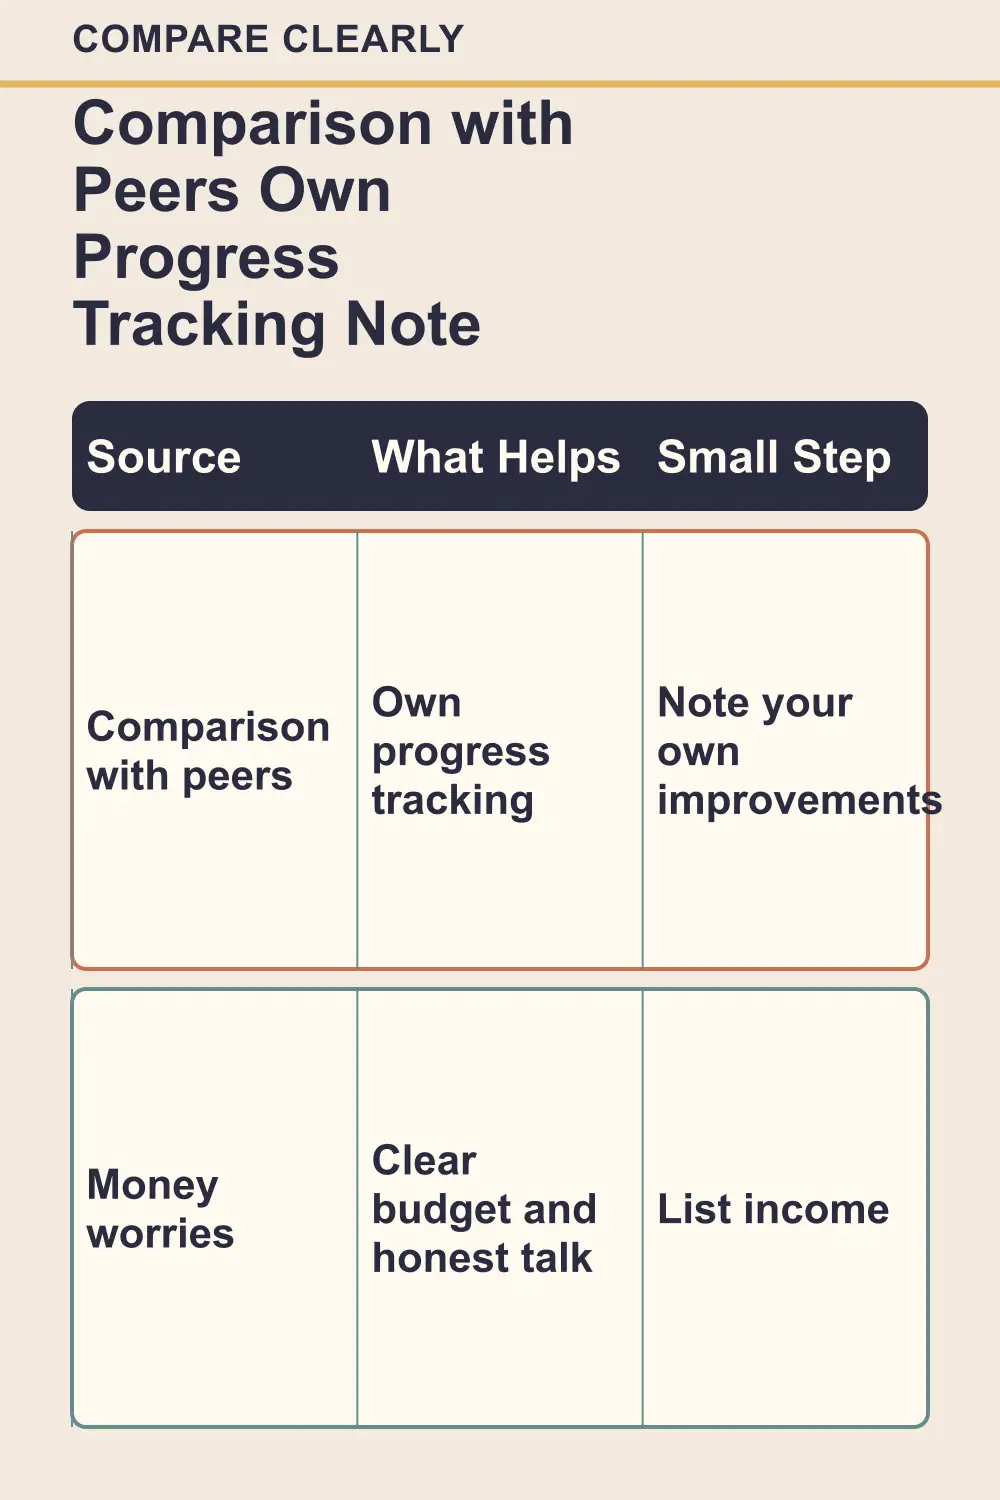 COMPARE CLEARLY
Comparison with
Peers Own
Progress
Tracking Note
Source What Helps Small Step
Comparison
with peers
Own
progress
tracking
Note your
own
improvements
Money
worries
Clear
budget and
honest talk
List income